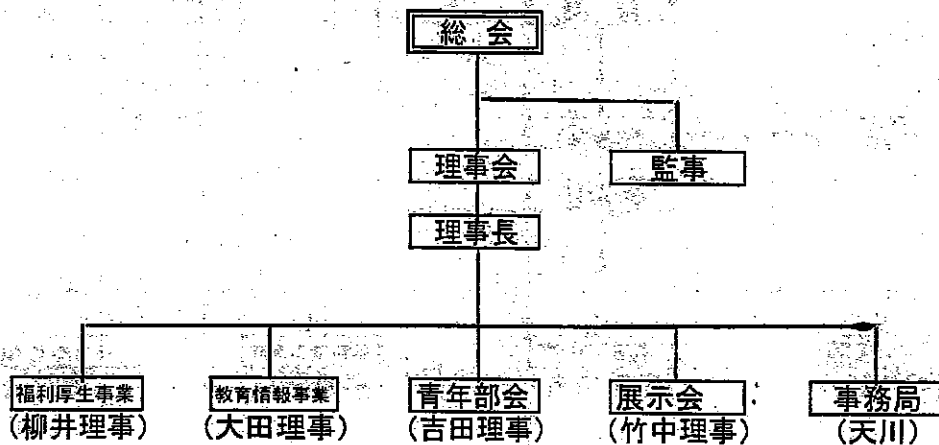 総会
理事会
監事
理事長
福利厚生事業
(柳井理事)
教育情報事業
(大田理事)
青年部会
(吉田理事)
展示会
(竹中理事)
事務局
(天川)